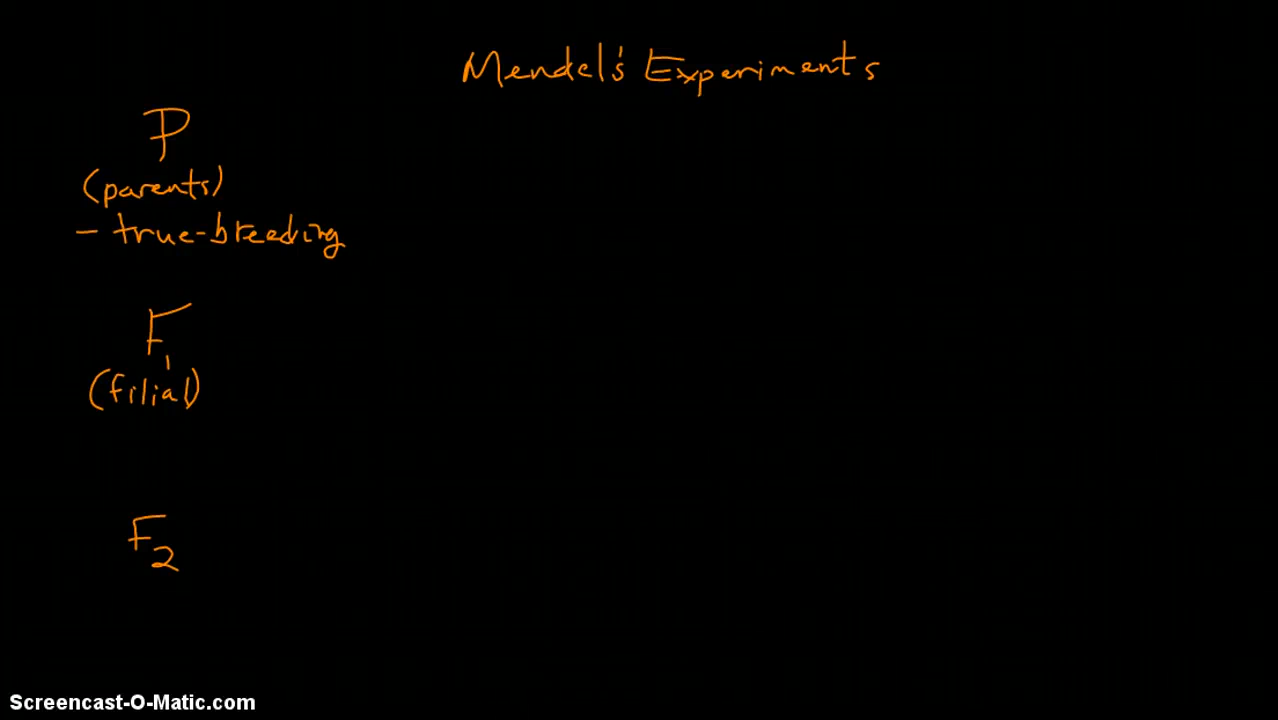 Mendel's Experiments
P
(parents)
- true-breeding
F1
(filial)
F2
Screencast-O-Matic.com